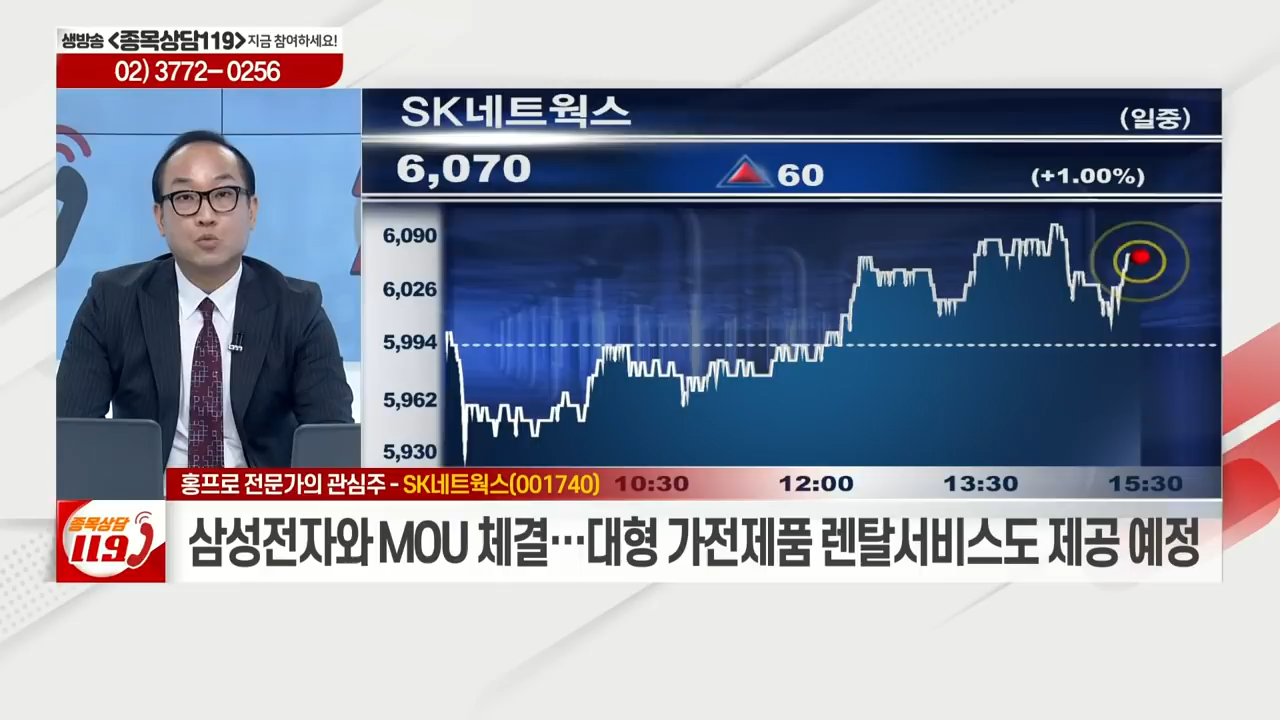 생방송 <종목상담119> 지금 참여하세요!
02) 3772-0256
SK네트웍스 (일중)
6,070 60 (+1.00%)
6,090
6,026
5,994
5,962
5,930
10:30 12:00 13:30 15:30
홍프로 전문가의 관심주 - SK네트웍스(001740)
종목상담
119
삼성전자와 MOU 체결…대형 가전제품 렌탈서비스도 제공 예정